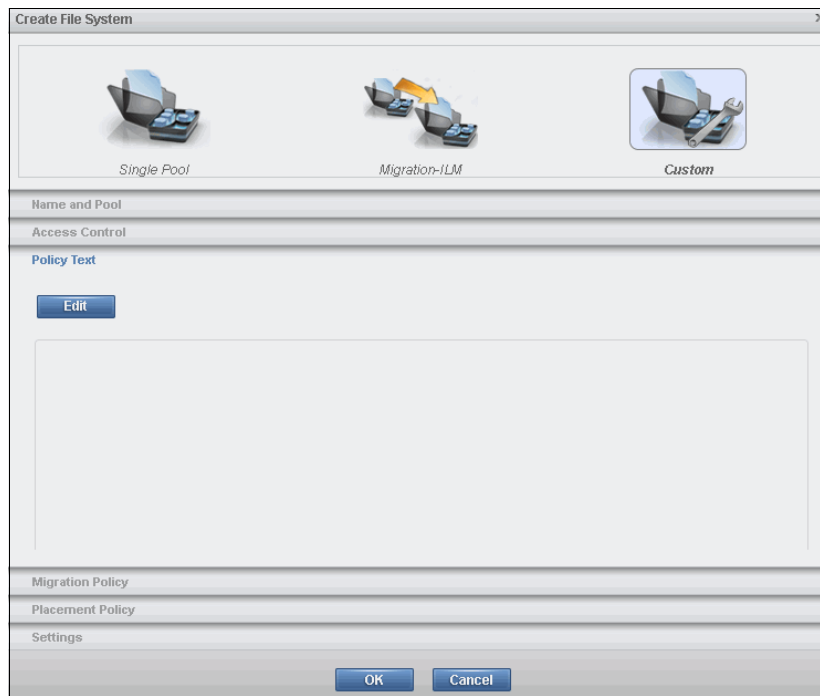 Create File System
Single Pool
Migration-ILM
Custom
Name and Pool
Access Control
Policy Text
Edit
Migration Policy
Placement Policy
Settings
OK
Cancel